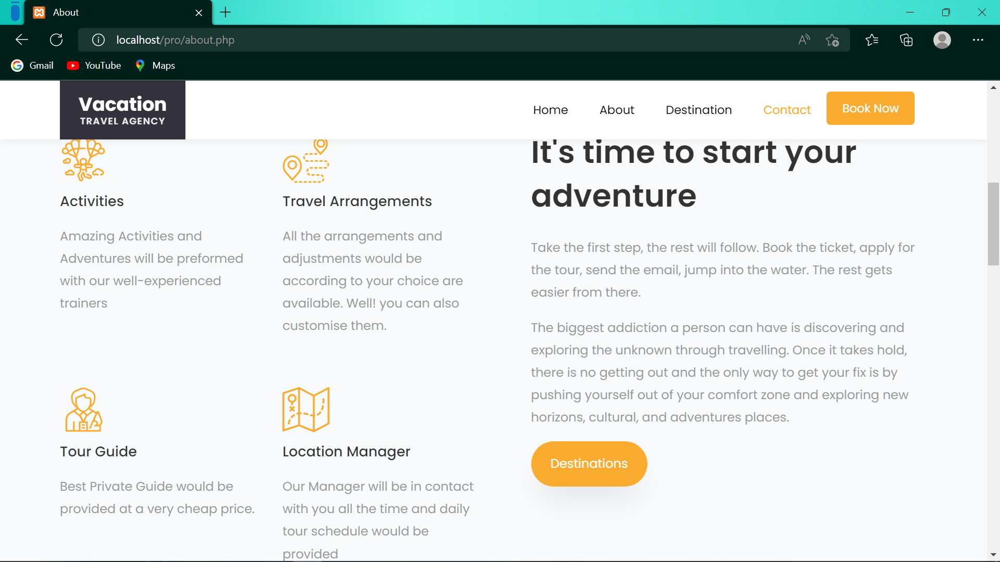 About
localhost/pro/about.php
Gmail YouTube Maps
Vacation
TRAVEL AGENCY
Home About Destination Contact Book Now
Activities
Amazing Activities and
Adventures will be preformed
with our well-experienced
trainers
Travel Arrangements
All the arrangements and
adjustments would be
according to your choice are
available. Well! you can also
customise them.
Tour Guide
Best Private Guide would be
provided at a very cheap price.
Location Manager
Our Manager will be in contact
with you all the time and daily
tour schedule would be
provided
It's time to start your
adventure
Take the first step, the rest will follow. Book the ticket, apply for
the tour, send the email, jump into the water. The rest gets
easier from there.
The biggest addiction a person can have is discovering and
exploring the unknown through travelling. Once it takes hold,
there is no getting out and the only way to get your fix is by
pushing yourself out of your comfort zone and exploring new
horizons, cultural, and adventures places.
Destinations